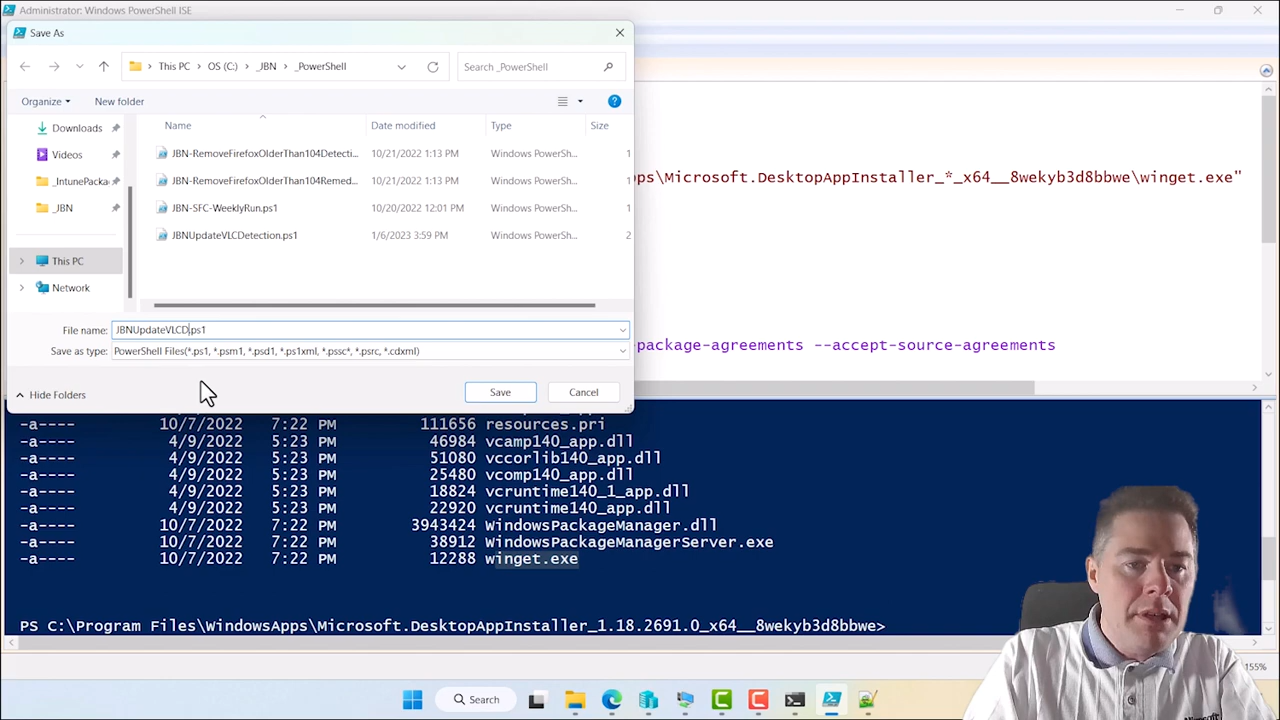 Administrator: Windows PowerShell ISE
Save As
This PC > OS (C:) > _JBN > _PowerShell
Search _PowerShell
Organize
New folder
Name
Date modified
Type
Size
Downloads
Videos
_IntunePacka
_JBN
This PC
Network
JBN-RemoveFirefoxOlderThan104Detecti...
10/21/2022 1:13 PM
Windows PowerSh...
1
JBN-RemoveFirefoxOlderThan104Remed...
10/21/2022 1:13 PM
Windows PowerSh...
1
JBN-SFC-WeeklyRun.ps1
10/20/2022 12:01 PM
Windows PowerSh...
1
JBNUpdateVLCDetection.ps1
1/6/2023 3:59 PM
Windows PowerSh...
2
File name:
JBNUpdateVLCD.ps1
Save as type:
PowerShell Files(*.ps1, *.psm1, *.psd1, *.ps1xml, *.pssc*, *.psrc, *.cdxml)
Hide Folders
Save
Cancel
ps\Microsoft.DesktopAppInstaller_*_x64__8wekyb3d8bbwe\winget.exe"
-package-agreements --accept-source-agreements
-a---- 10/7/2022 7:22 PM 111656 resources.pri
-a---- 4/9/2022 5:23 PM 46984 vcamp140_app.dll
-a---- 4/9/2022 5:23 PM 51080 vccorlib140_app.dll
-a---- 4/9/2022 5:23 PM 25480 vcomp140_app.dll
-a---- 4/9/2022 5:23 PM 18824 vcruntime140_1_app.dll
-a---- 4/9/2022 5:23 PM 22920 vcruntime140_app.dll
-a---- 10/7/2022 7:22 PM 3943424 WindowsPackageManager.dll
-a---- 10/7/2022 7:22 PM 38912 WindowsPackageManagerServer.exe
-a---- 10/7/2022 7:22 PM 12288 winget.exe
PS C:\Program Files\WindowsApps\Microsoft.DesktopAppInstaller_1.18.2691.0_x64__8wekyb3d8bbwe>
155%
Search